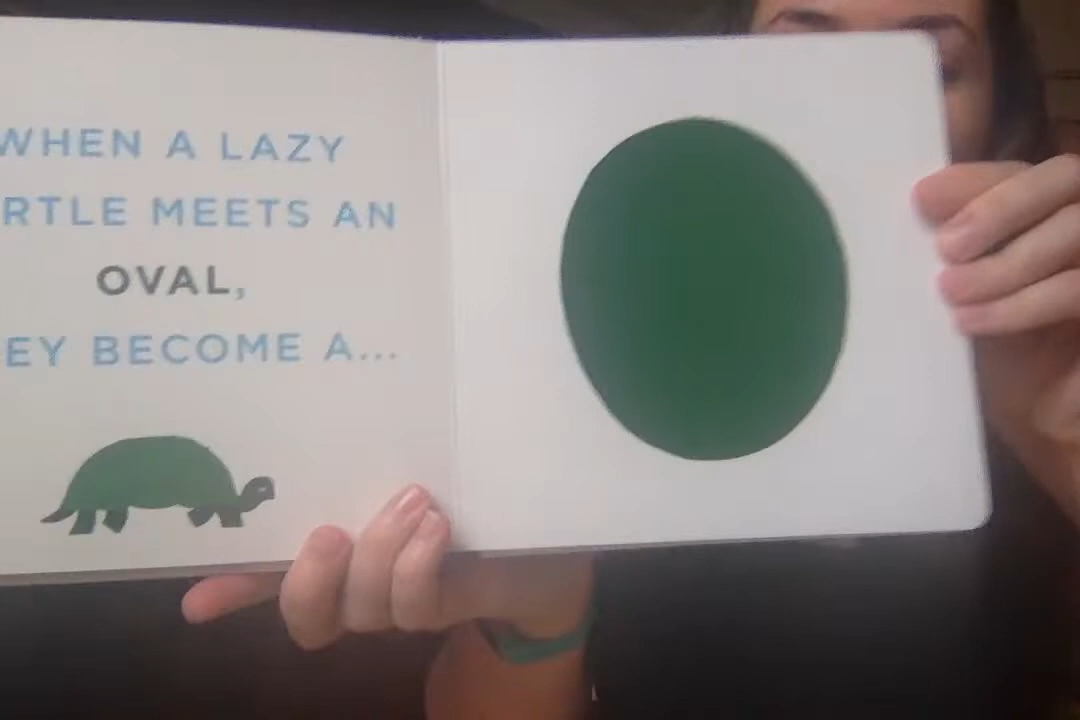 WHEN A LAZY
RTLE MEETS AN
OVAL,
EY BECOME A...